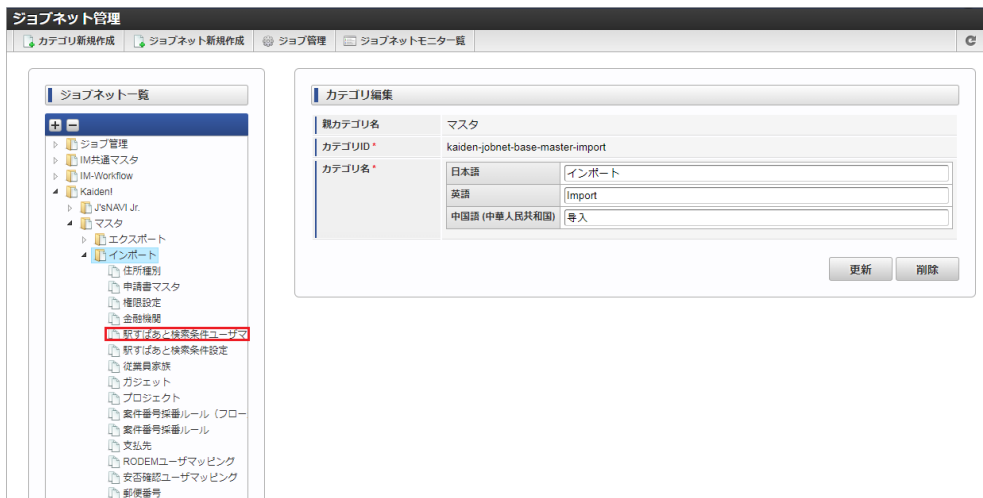 ジョブネット管理
カテゴリ新規作成 ジョブネット新規作成 ジョブ管理 ジョブネットモニタ一覧
ジョブネット一覧
ジョブ管理
IM共通マスタ
IM-Workflow
Kaiden!
J'sNAVI Jr.
マスタ
エクスポート
インポート
住所種別
申請書マスタ
権限設定
金融機関
駅すぱあと検索条件ユーザマ
駅すぱあと検索条件設定
従業員家族
ガジェット
プロジェクト
案件番号採番ルール（フロー
案件番号採番ルール
支払先
RODEMユーザマッピング
安否確認ユーザマッピング
郵便番号
カテゴリ編集
親カテゴリ名 マスタ
カテゴリID * kaiden-jobnet-base-master-import
カテゴリ名 * 日本語 インポート
英語 Import
中国語 (中華人民共和国) 导入
更新 削除